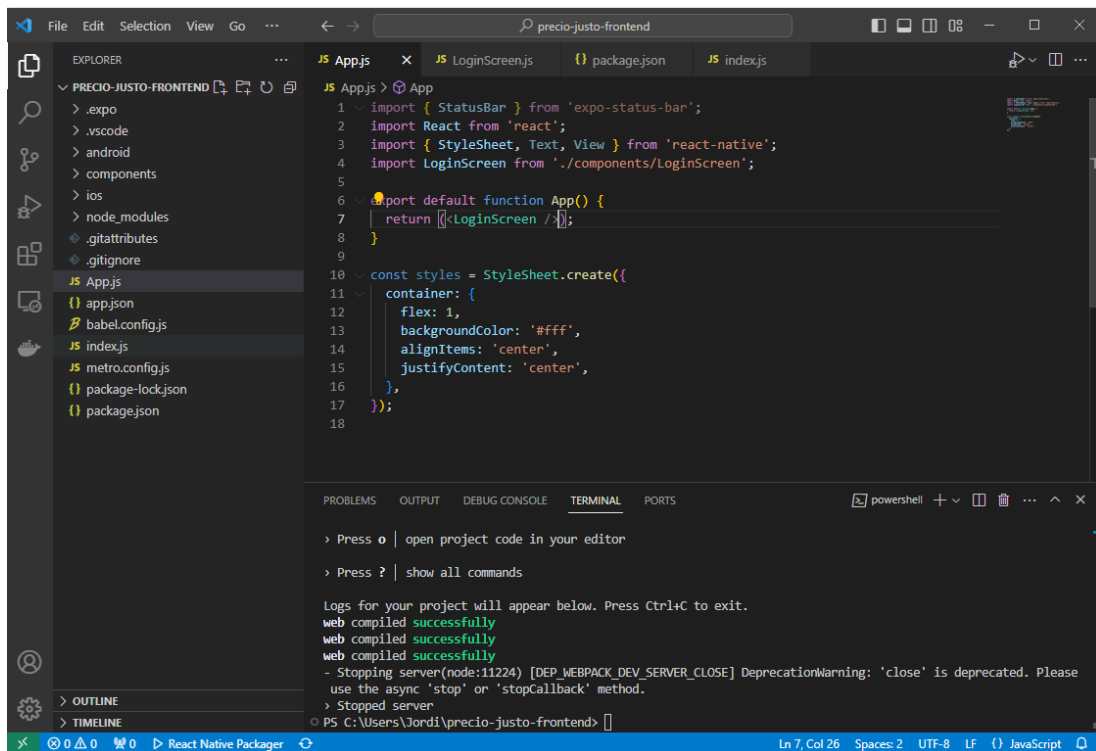 File Edit Selection View Go ··· precio-justo-frontend
EXPLORER ···
PRECIO-JUSTO-FRONTEND
> .expo
> .vscode
> android
> components
> ios
> node_modules
.gitattributes
.gitignore
JS App.js
{} app.json
babel.config.js
JS index.js
JS metro.config.js
{} package-lock.json
{} package.json
> OUTLINE
> TIMELINE
JS App.js × JS LoginScreen.js {} package.json JS index.js
JS App.js > App
1 import { StatusBar } from 'expo-status-bar';
2 import React from 'react';
3 import { StyleSheet, Text, View } from 'react-native';
4 import LoginScreen from './components/LoginScreen';
5
6 export default function App() {
7 return (<LoginScreen />);
8 }
9
10 const styles = StyleSheet.create({
11 container: {
12 flex: 1,
13 backgroundColor: '#fff',
14 alignItems: 'center',
15 justifyContent: 'center',
16 },
17 });
18
PROBLEMS OUTPUT DEBUG CONSOLE TERMINAL PORTS powershell
› Press o │ open project code in your editor
› Press ? │ show all commands
Logs for your project will appear below. Press Ctrl+C to exit.
web compiled successfully
web compiled successfully
web compiled successfully
- Stopping server(node:11224) [DEP_WEBPACK_DEV_SERVER_CLOSE] DeprecationWarning: 'close' is deprecated. Please
use the async 'stop' or 'stopCallback' method.
› Stopped server
PS C:\Users\Jordi\precio-justo-frontend>
0 0 0 React Native Packager Ln 7, Col 26 Spaces: 2 UTF-8 LF {} JavaScript